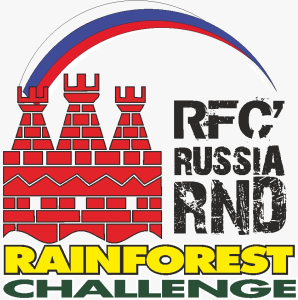 RFC'
RUSSIA
RND
RAINFOREST
CHALLENGE